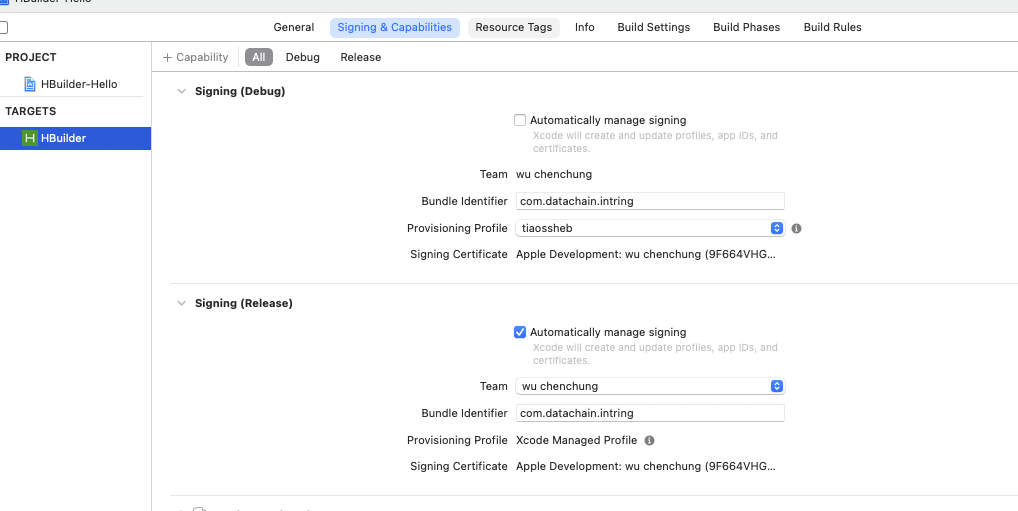 HBuilder-Hello
General Signing & Capabilities Resource Tags Info Build Settings Build Phases Build Rules
PROJECT
HBuilder-Hello
TARGETS
H HBuilder
+ Capability All Debug Release
Signing (Debug)
Automatically manage signing
Xcode will create and update profiles, app IDs, and
certificates.
Team wu chenchung
Bundle Identifier com.datachain.intring
Provisioning Profile tiaossheb
Signing Certificate Apple Development: wu chenchung (9F664VHG...
Signing (Release)
Automatically manage signing
Xcode will create and update profiles, app IDs, and
certificates.
Team wu chenchung
Bundle Identifier com.datachain.intring
Provisioning Profile Xcode Managed Profile
Signing Certificate Apple Development: wu chenchung (9F664VHG...